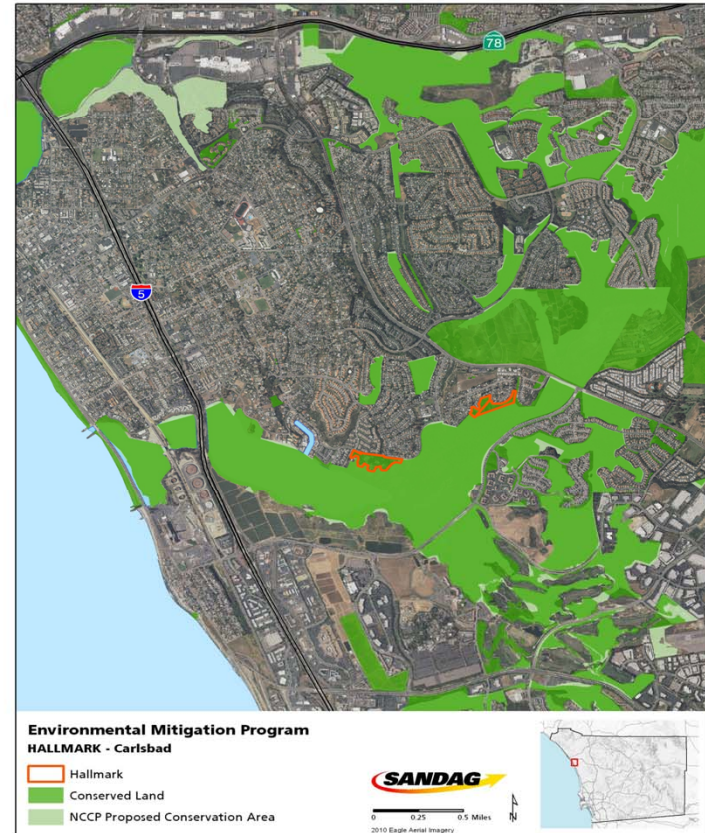 78
5
Environmental Mitigation Program
HALLMARK - Carlsbad
Hallmark
Conserved Land
NCCP Proposed Conservation Area
SANDAG
0 0.25 0.5 Miles
N
2010 Eagle Aerial Imagery